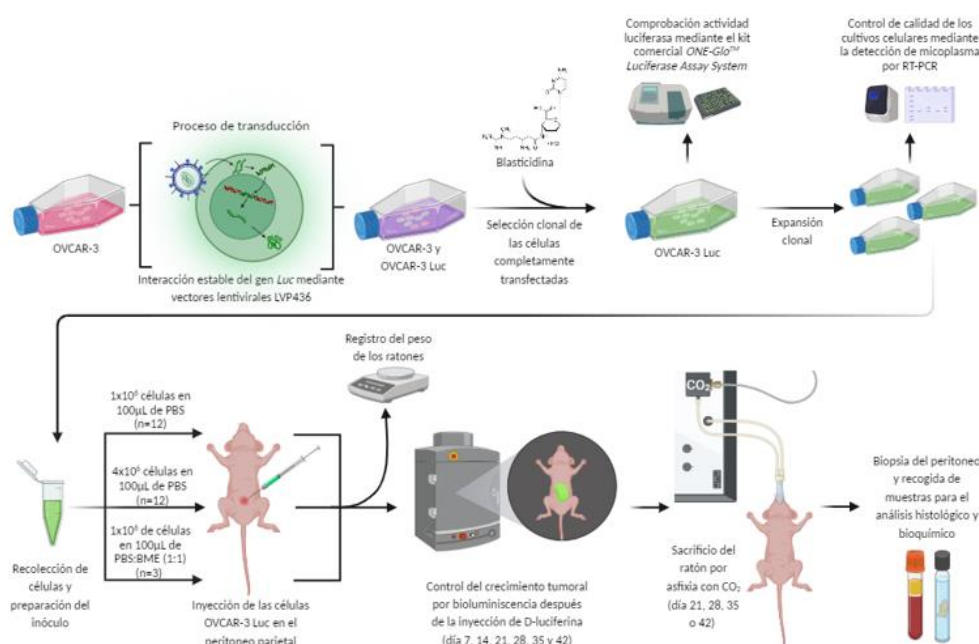 Comprobación actividad
luciferasa mediante el kit
comercial ONE-Glo™
Luciferase Assay System
Control de calidad de los
cultivos celulares mediante
la detección de micoplasma
por RT-PCR
Proceso de transducción
Blasticidina
OVCAR-3
Interacción estable del gen Luc mediante
vectores lentivirales LVP436
OVCAR-3 y
OVCAR-3 Luc
Selección clonal de
las células
completamente
transfectadas
OVCAR-3 Luc
Expansión
clonal
Registro del peso
de los ratones
1x10⁶ células en
100µL de PBS
(n=12)
4x10⁶ células en
100µL de PBS
(n=12)
1x10⁶ de células
en 100µL de
PBS:BME (1:1)
(n=3)
Recolección de
células y
preparación del
inóculo
Inyección de las células
OVCAR-3 Luc en el
peritoneo parietal
Control del crecimiento tumoral
por bioluminiscencia después
de la inyección de D-luciferina
(día 7, 14, 21, 28, 35 y 42)
CO₂
Sacrificio del
ratón por
asfixia con CO₂
(día 21, 28, 35
o 42)
Biopsia del peritoneo
y recogida de
muestras para el
análisis histológico y
bioquímico